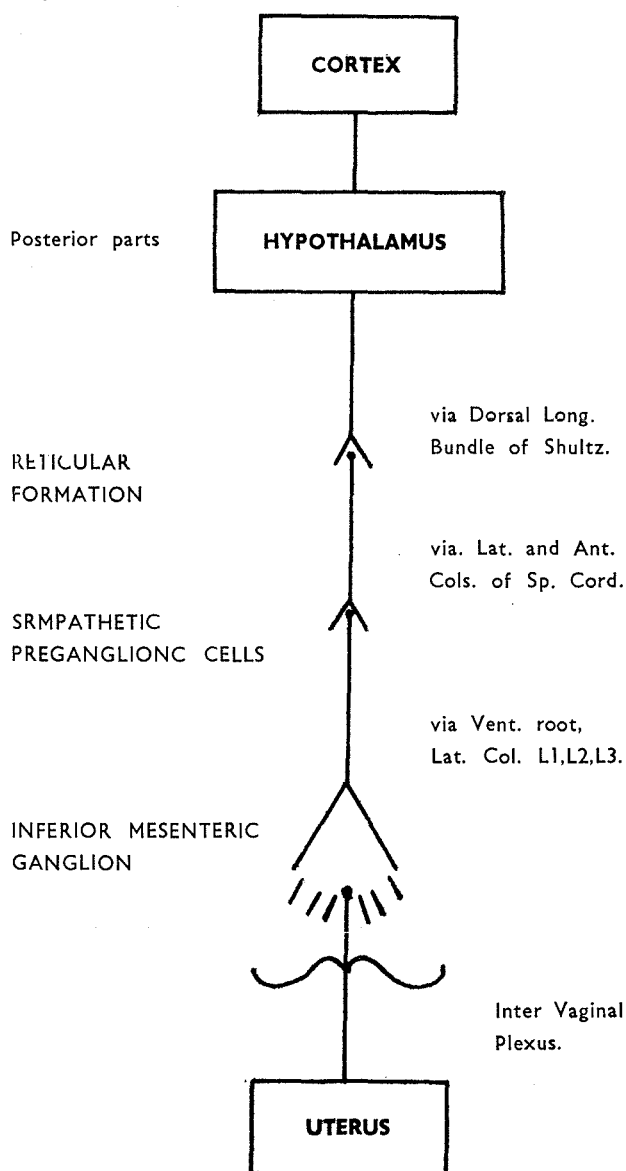 CORTEX
Posterior parts
HYPOTHALAMUS
via Dorsal Long.
Bundle of Shultz.
RETICULAR
FORMATION
via. Lat. and Ant.
Cols. of Sp. Cord.
SRMPATHETIC
PREGANGLIONC CELLS
via Vent. root,
Lat. Col. L1,L2,L3.
INFERIOR MESENTERIC
GANGLION
Inter Vaginal
Plexus.
UTERUS